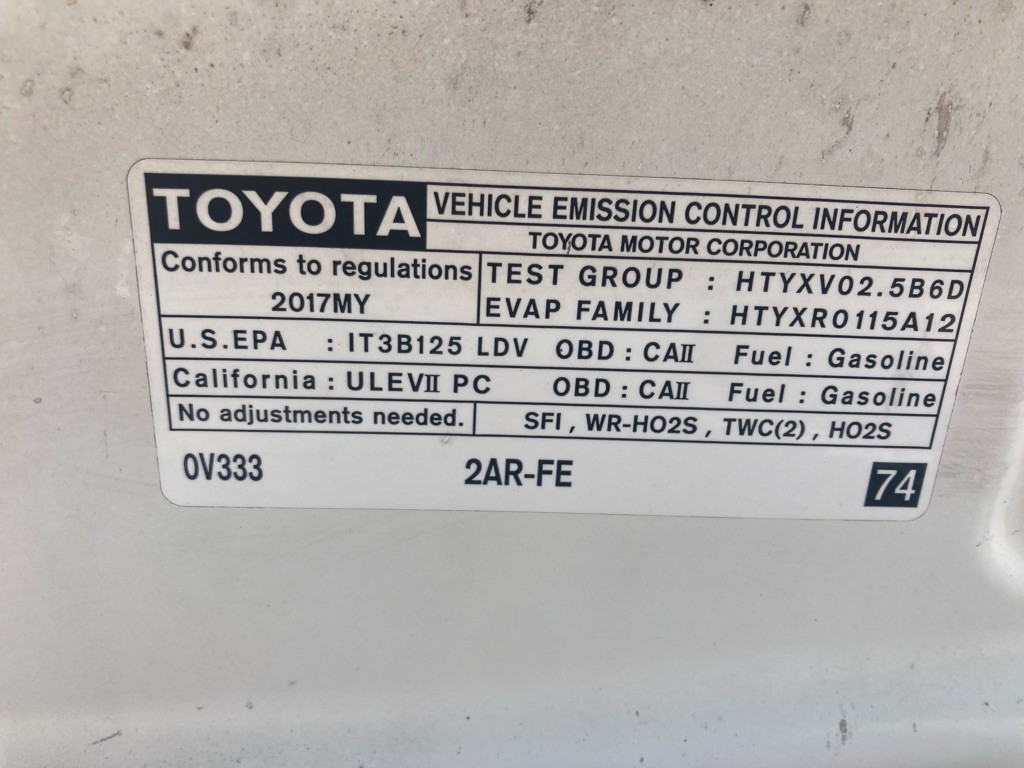 TOYOTA VEHICLE EMISSION CONTROL INFORMATION
TOYOTA MOTOR CORPORATION
Conforms to regulations
2017MY
TEST GROUP : HTYXV02.5B6D
EVAP FAMILY : HTYXR0115A12
U.S.EPA : IT3B125 LDV OBD : CAII Fuel : Gasoline
California : ULEVII PC OBD : CAII Fuel : Gasoline
No adjustments needed. SFI , WR-HO2S , TWC(2) , HO2S
0V333 2AR-FE 74